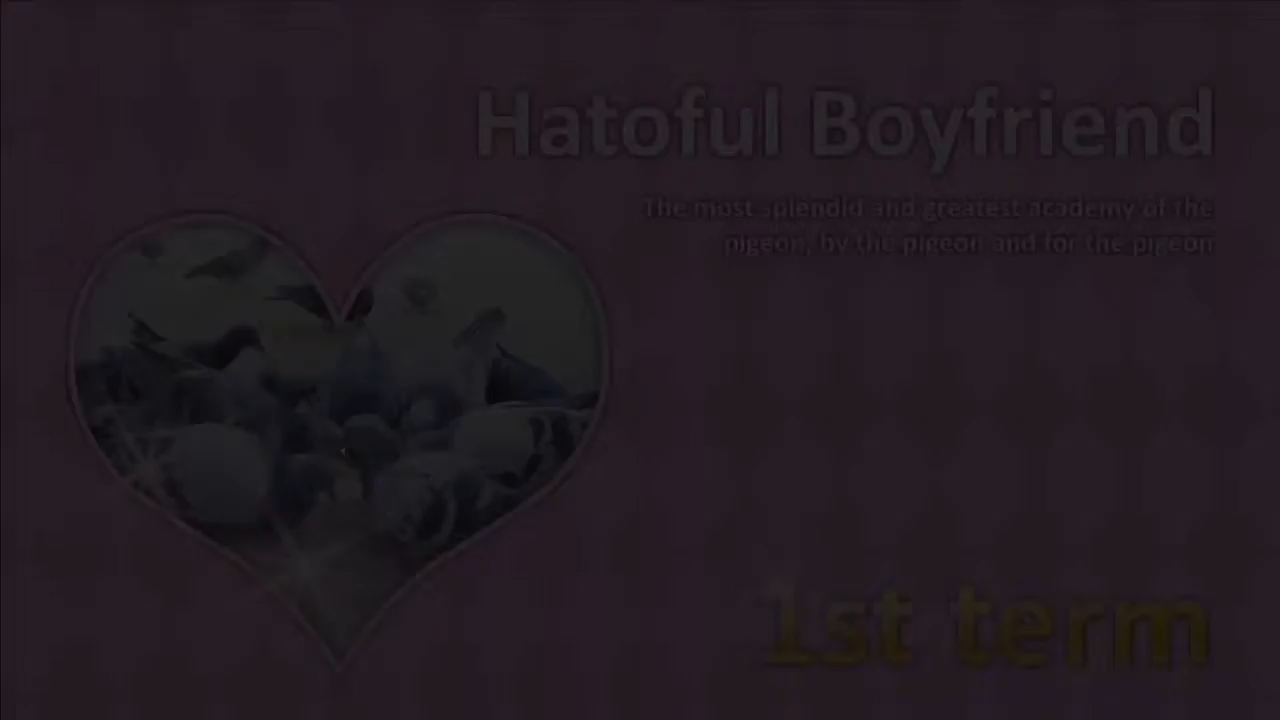 Hatoful Boyfriend
The most splendid and greatest academy of the
pigeon, by the pigeon and for the pigeon
1st term